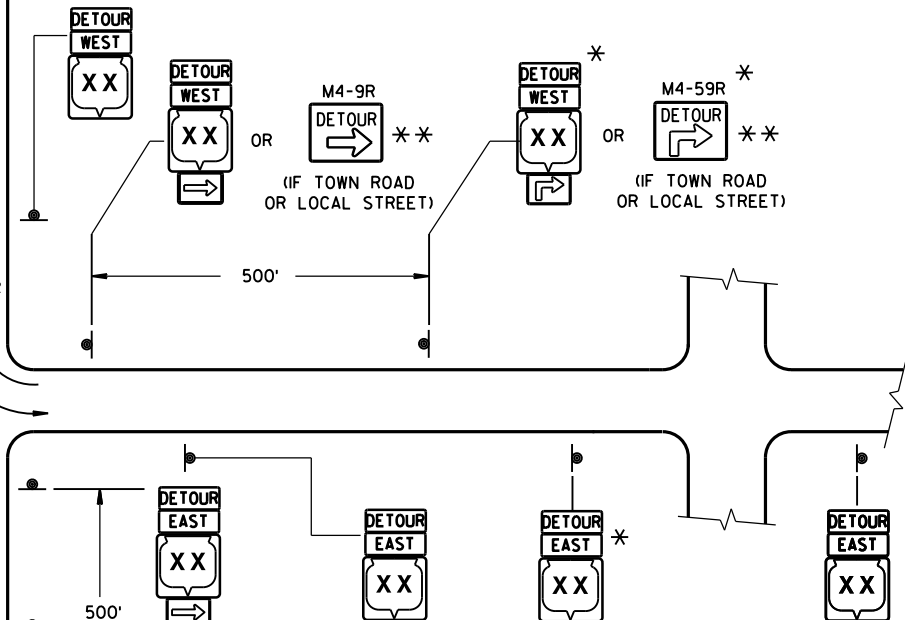 DETOUR
WEST
XX
DETOUR
WEST
XX
OR
M4-9R
DETOUR
**
(IF TOWN ROAD
OR LOCAL STREET)
DETOUR
*
WEST
XX
OR
M4-59R
*
DETOUR
**
(IF TOWN ROAD
OR LOCAL STREET)
500'
DETOUR
EAST
XX
500'
DETOUR
EAST
XX
DETOUR
EAST
*
XX
DETOUR
EAST
XX